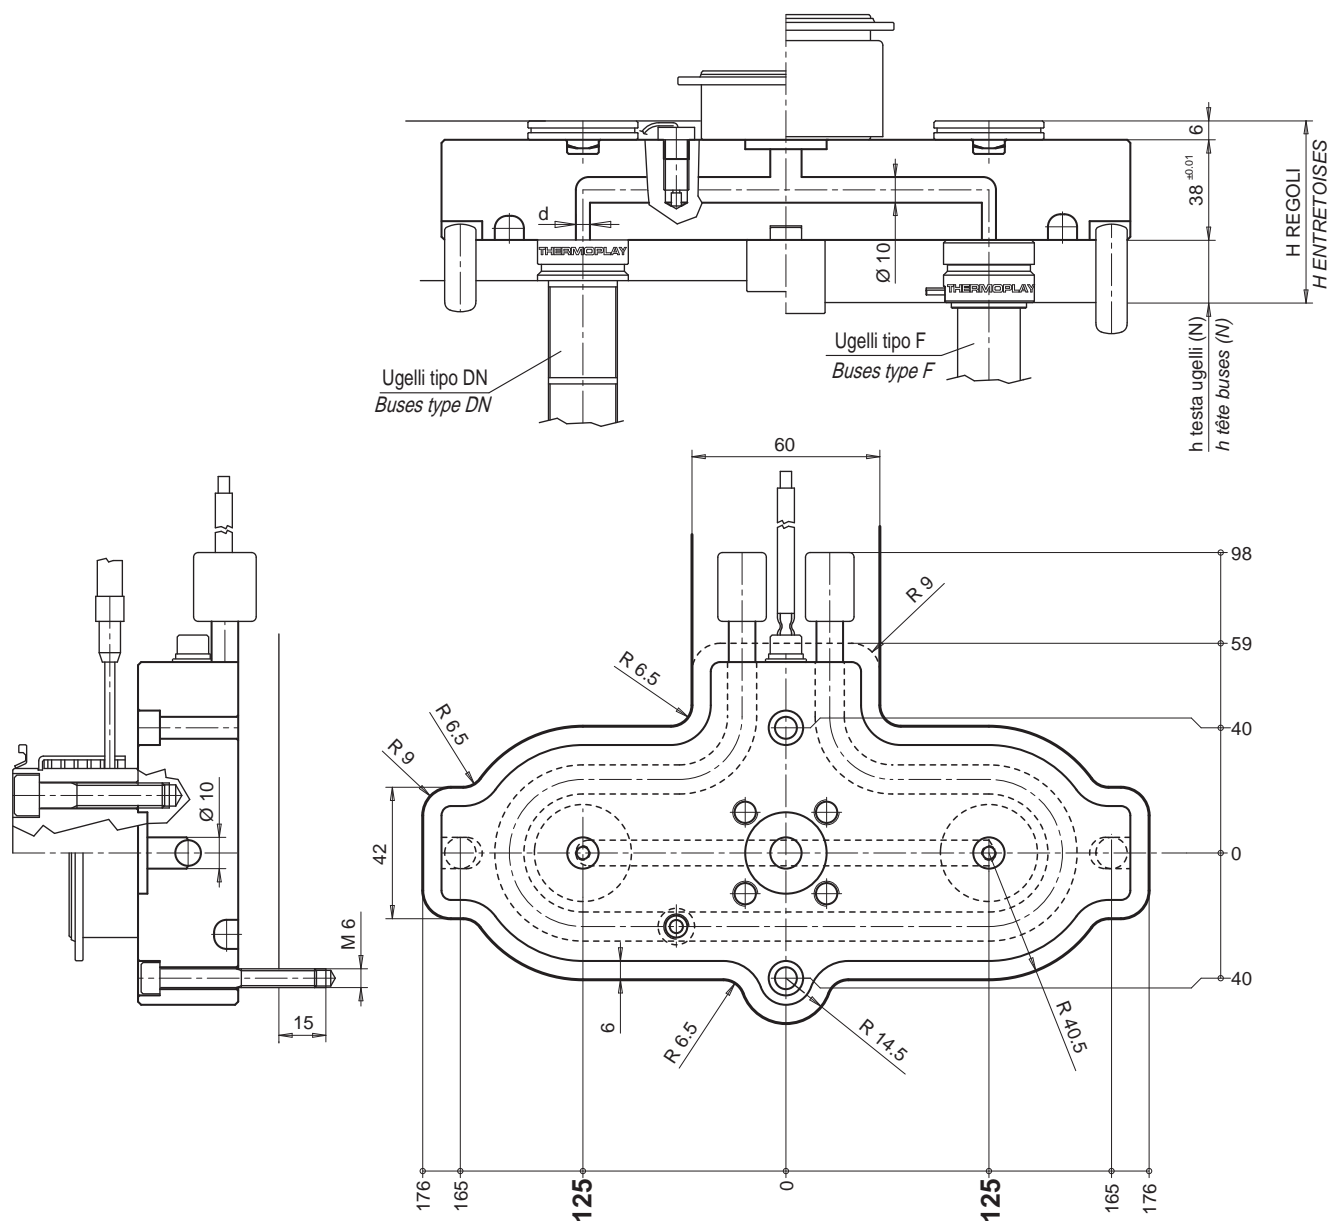 6
38 ±0.01
H REGOLI
H ENTRETOISES
d
Ø 10
THERMOPLAY
THERMOPLAY
Ugelli tipo F
Buses type F
Ugelli tipo DN
Buses type DN
h testa ugelli (N)
h tête buses (N)
60
98
R 9
59
R 6.5
R 6.5
40
R 9
Ø 10
42
0
M 6
40
15
6
R 6.5
R 14.5
R 40.5
176
165
125
0
125
165
176